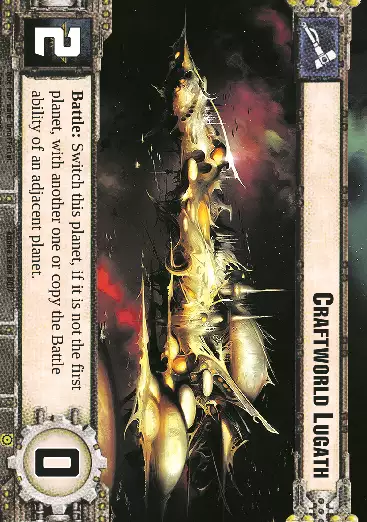 CRAFTWORLD LUGATH
2
Battle: Switch this planet, if it is not the first
planet, with another one or copy the Battle
ability of an adjacent planet.
0